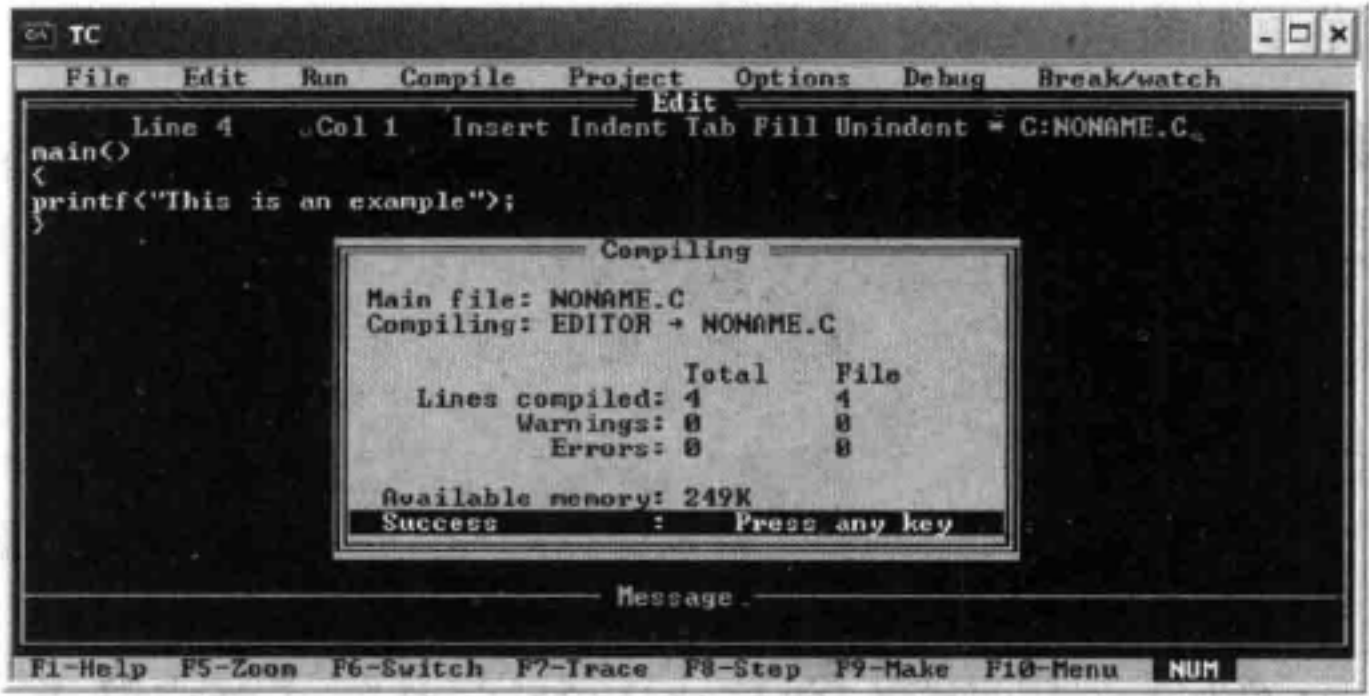 TC
File Edit Run Compile Project Options Debug Break/watch
Edit
Line 4 Col 1 Insert Indent Tab Fill Unindent * C:NONAME.C
main()
{
printf("This is an example");
}
Compiling
Main file: NONAME.C
Compiling: EDITOR → NONAME.C
Total File
Lines compiled: 4 4
Warnings: 0 0
Errors: 0 0
Available memory: 249K
Success : Press any key
Message
F1-Help F5-Zoom F6-Switch F7-Trace F8-Step F9-Make F10-Menu NUM